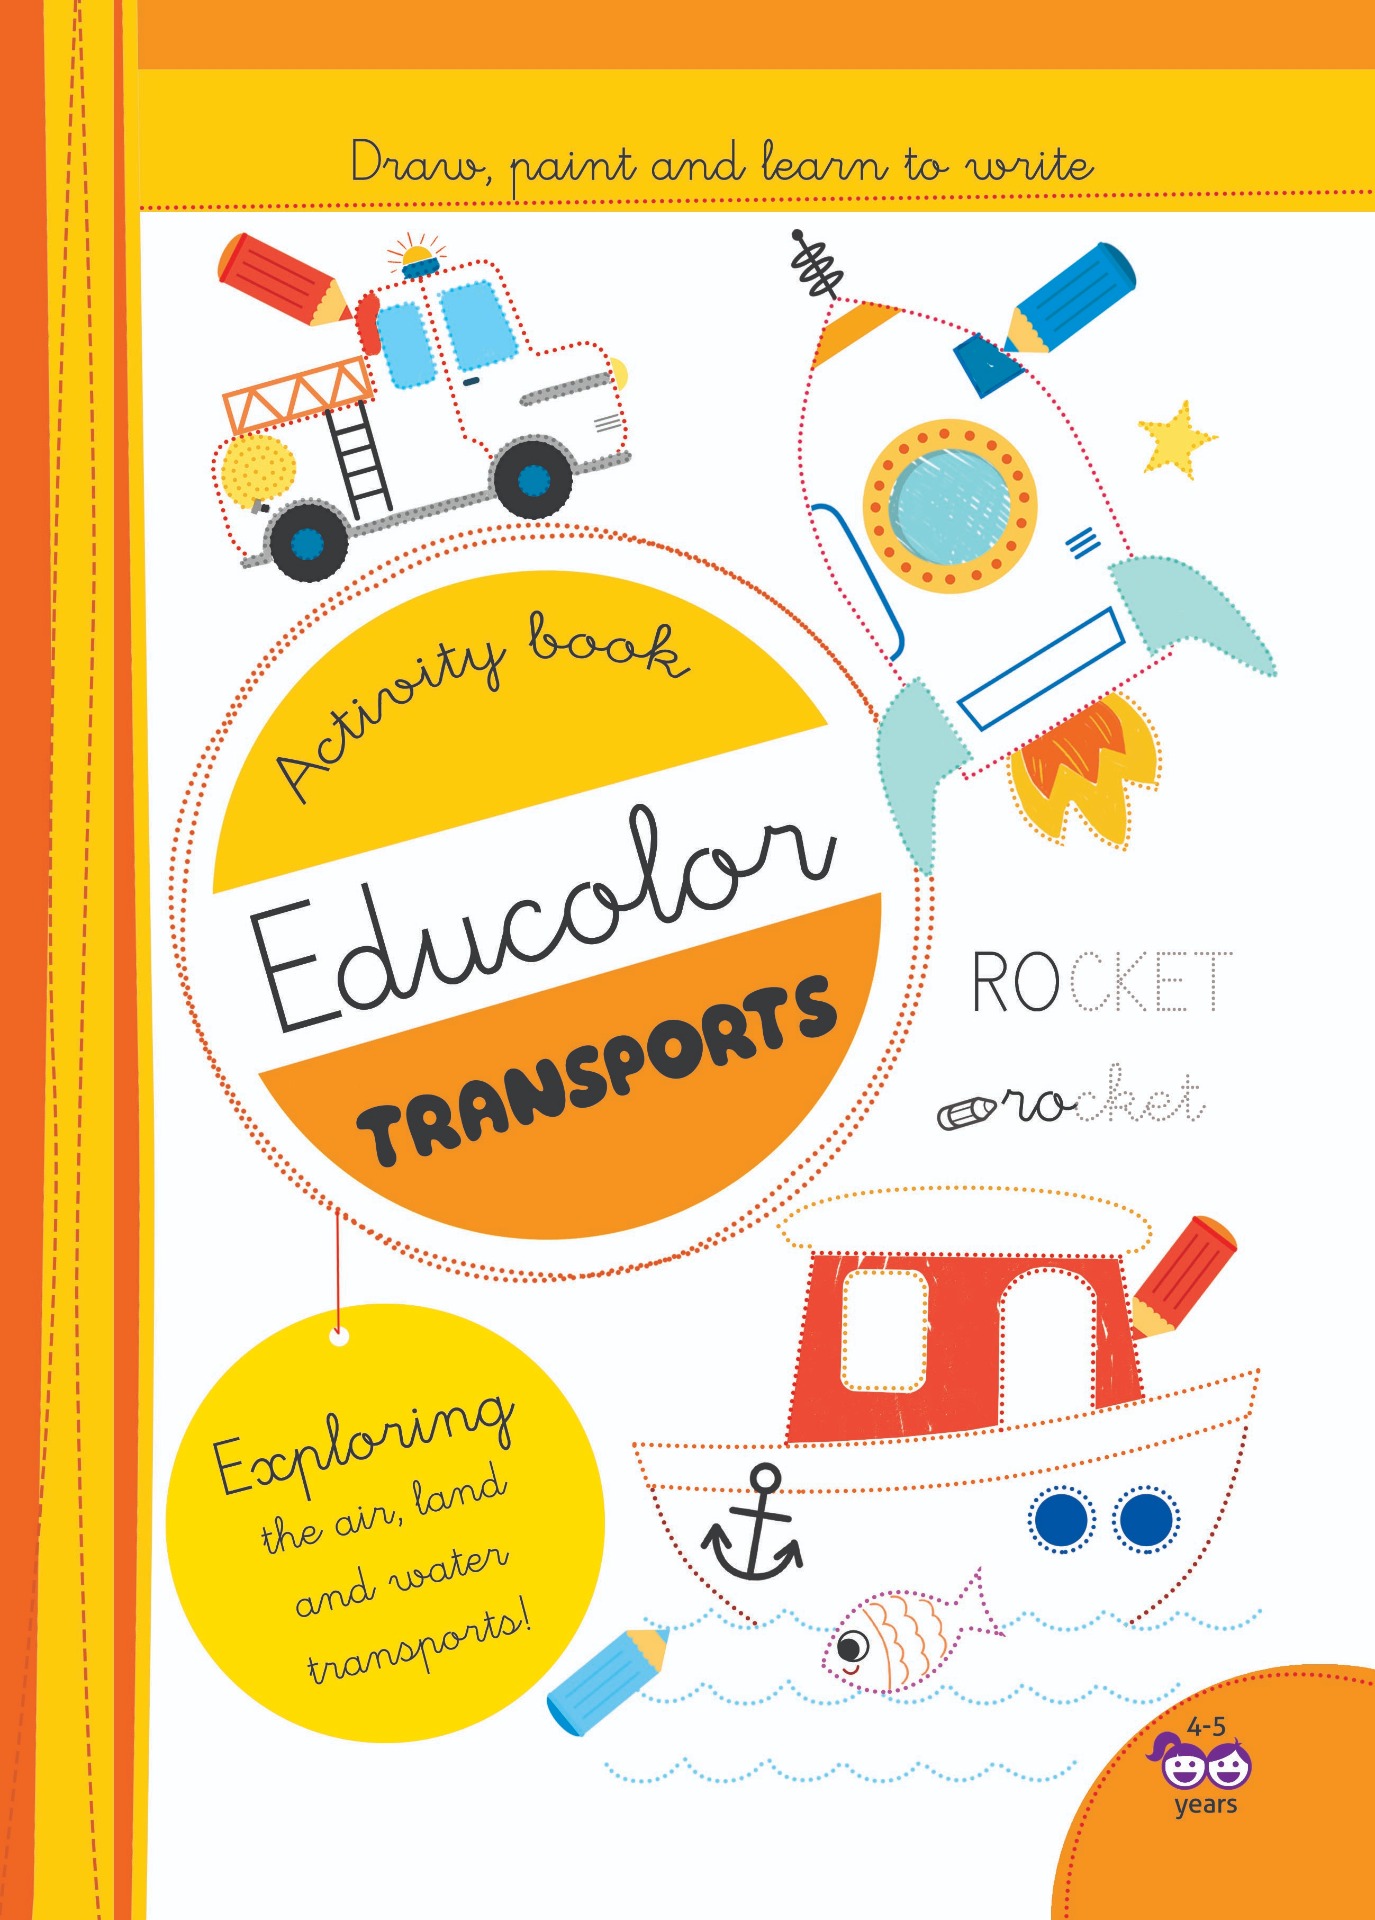 Draw, paint and learn to write
Activity book
Educolor
TRANSPORTS
ROCKET
rocket
Exploring
the air, land
and water
transports!
4-5
years